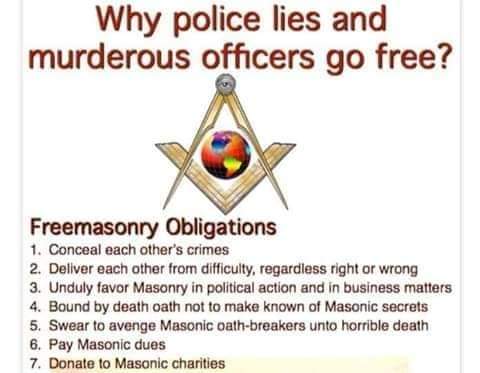 Why police lies and
murderous officers go free?
Freemasonry Obligations
1. Conceal each other's crimes
2. Deliver each other from difficulty, regardless right or wrong
3. Unduly favor Masonry in political action and in business matters
4. Bound by death oath not to make known of Masonic secrets
5. Swear to avenge Masonic oath-breakers unto horrible death
6. Pay Masonic dues
7. Donate to Masonic charities